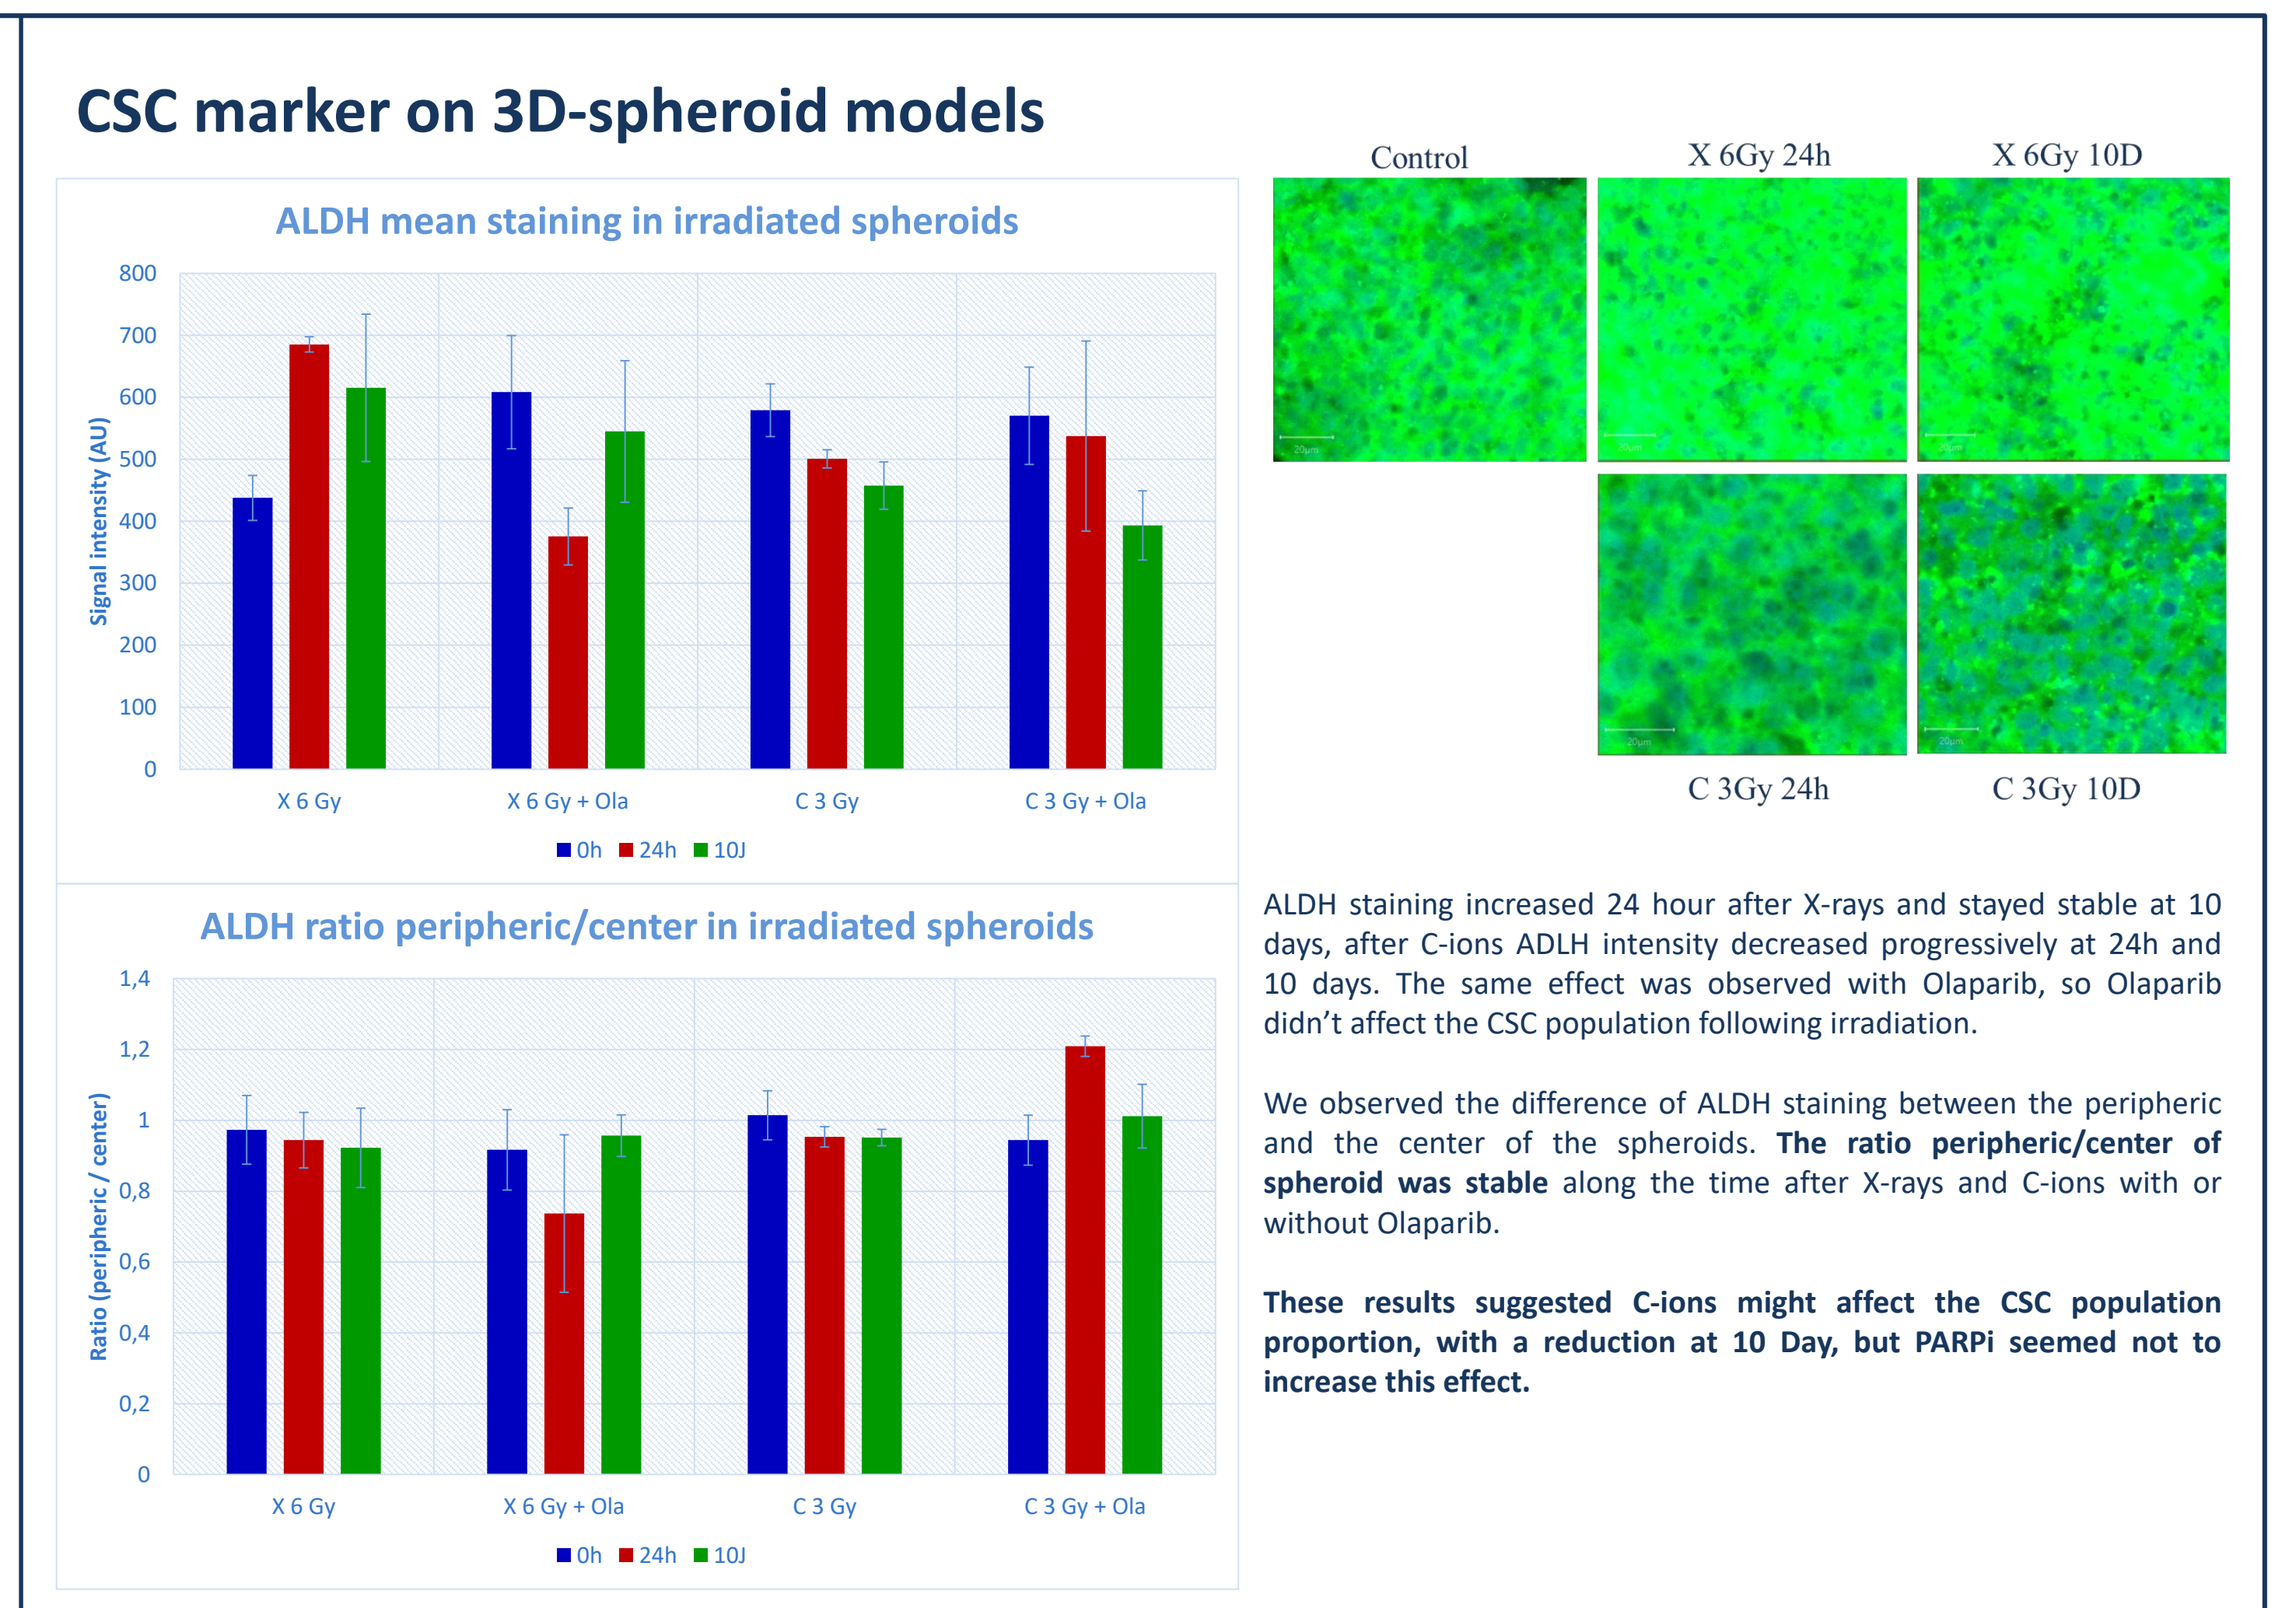 CSC marker on 3D-spheroid models
ALDH mean staining in irradiated spheroids
Signal intensity (AU)
800
700
600
500
400
300
200
100
0
X 6 Gy
X 6 Gy + Ola
C 3 Gy
C 3 Gy + Ola
0h 24h 10J
ALDH ratio peripheric/center in irradiated spheroids
Ratio (peripheric / center)
1,4
1,2
1
0,8
0,6
0,4
0,2
0
X 6 Gy
X 6 Gy + Ola
C 3 Gy
C 3 Gy + Ola
0h 24h 10J
Control
X 6Gy 24h
X 6Gy 10D
20µm
20µm
20µm
20µm
20µm
C 3Gy 24h
C 3Gy 10D
ALDH staining increased 24 hour after X-rays and stayed stable at 10
days, after C-ions ADLH intensity decreased progressively at 24h and
10 days. The same effect was observed with Olaparib, so Olaparib
didn’t affect the CSC population following irradiation.
We observed the difference of ALDH staining between the peripheric
and the center of the spheroids. The ratio peripheric/center of
spheroid was stable along the time after X-rays and C-ions with or
without Olaparib.
These results suggested C-ions might affect the CSC population
proportion, with a reduction at 10 Day, but PARPi seemed not to
increase this effect.